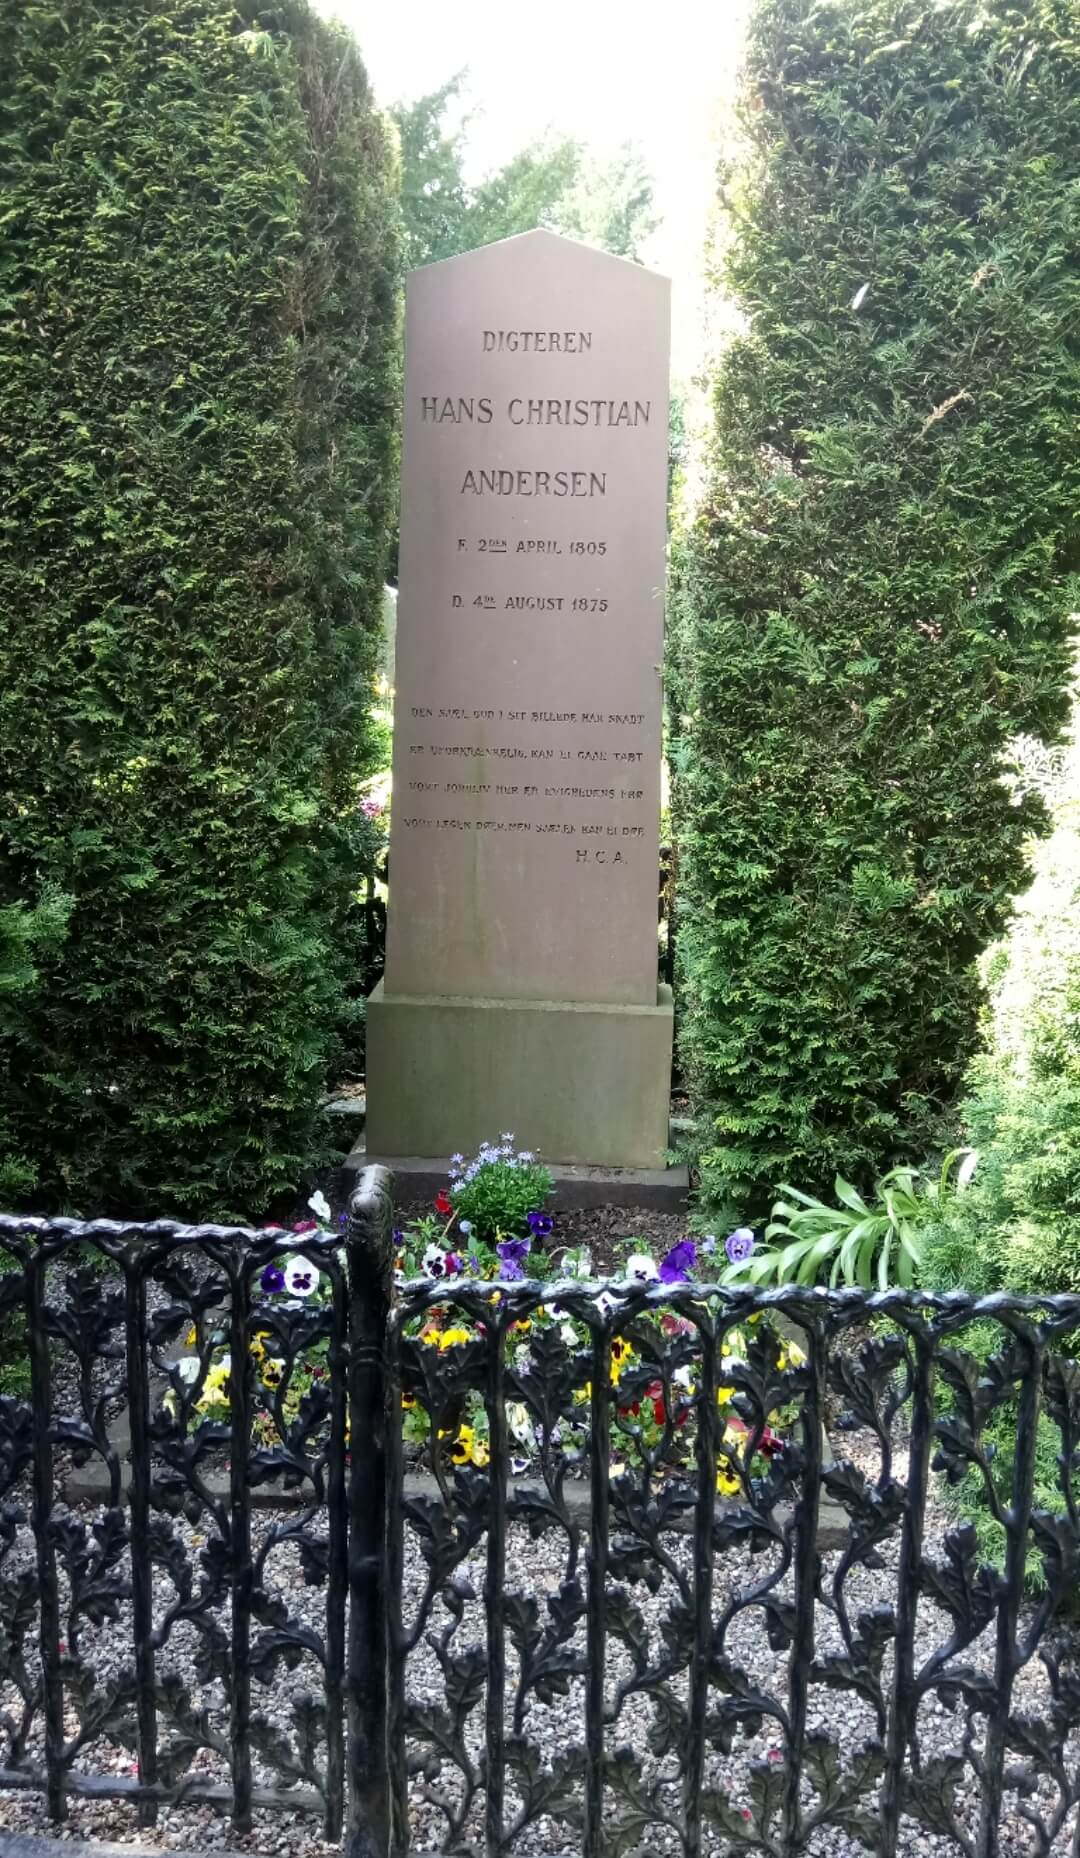 DIGTEREN
HANS CHRISTIAN
ANDERSEN
F. 2DEN APRIL 1805
D. 4DE AUGUST 1875
DEN SJÆL GUD I SIT BILLEDE HAR SKABT
ER UFORKRÆNKELIG, KAN EI GAAE TABT
VORT JORDLIV HER ER EVIGHEDENS FRØ
VORT LEGEM DØER, MEN SJÆLEN KAN EI DØE
H. C. A.